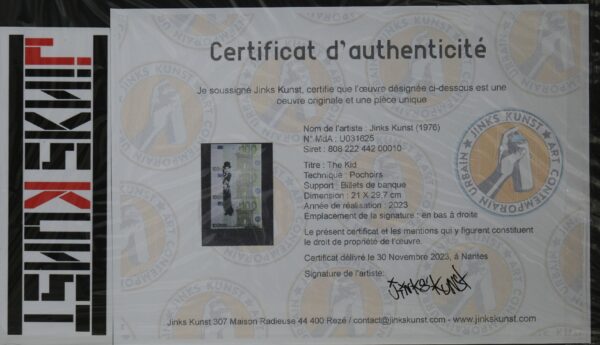 JINKS KUNST
Certificat d'authenticité
Je soussigné Jinks Kunst, certifie que l'œuvre désignée ci-dessous est une
oeuvre originale et une pièce unique
Nom de l'artiste : Jinks Kunst (1976)
N° MdA : U031625
Siret : 808 222 442 00010
Titre : The Kid
Technique : Pochoirs
Support : Billets de banque
Dimension : 21 X 29,7 cm
Année de réalisation : 2023
Emplacement de la signature : en bas à droite
Le présent certificat et les mentions qui y figurent constituent
le droit de propriété de l'œuvre.
Certificat délivré le 30 Novembre 2023, à Nantes
Signature de l'artiste:
JinksKunst
JINKS KUNST
ART CONTEMPORAIN URBAIN
Jinks Kunst 307 Maison Radieuse 44 400 Rezé / contact@jinkskunst.com - www.jinkskunst.com